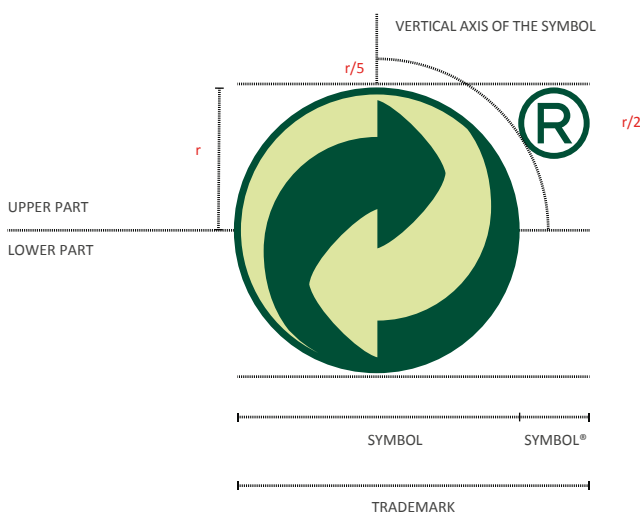 VERTICAL AXIS OF THE SYMBOL
r/5
R
r/2
r
UPPER PART
LOWER PART
SYMBOL
SYMBOL®
TRADEMARK